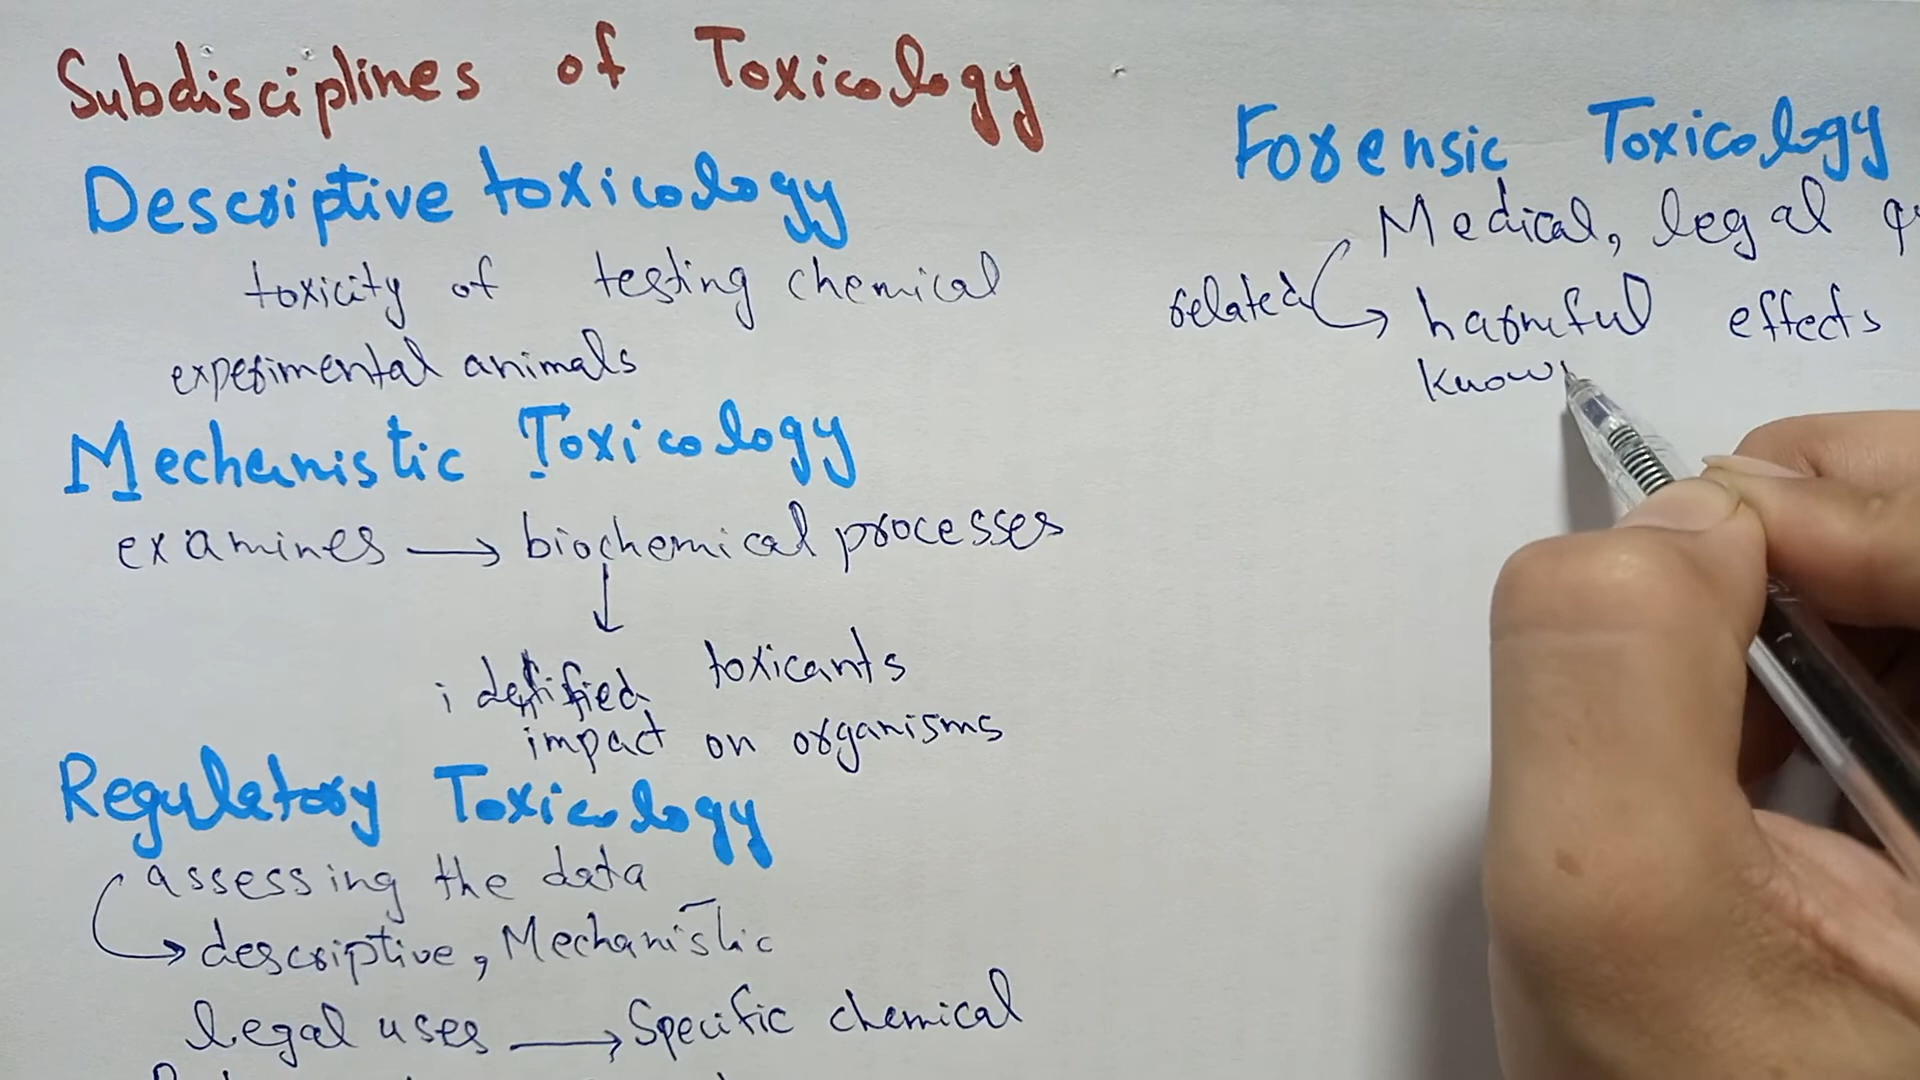 Subdisciplines of Toxicology
Descriptive toxicology
toxicity of testing chemical
experimental animals
Mechanistic Toxicology
examines → biochemical processes
↓
identified toxicants
impact on organisms
Regulatory Toxicology
assessing the data
→ descriptive, Mechanistic
legal uses → Specific chemical
Forensic Toxicology
Medical, legal
related → harmful effects
know